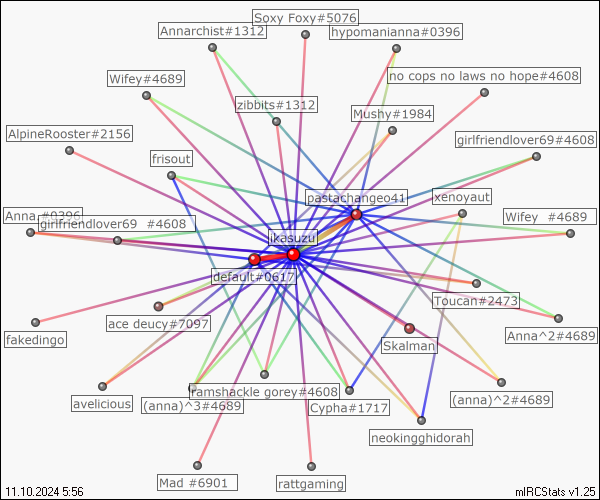 Soxy Foxy#5076
Annarchist#1312
hypomanianna#0396
Wifey#4689
no cops no laws no hope#4608
zibbits#1312
Mushy#1984
AlpineRooster#2156
girlfriendlover69#4608
frisout
pastachangeo41
xenoyaut
Anna #0396
girlfriendlover69 #4608
Wifey #4689
ikasuzu
default#0617
Toucan#2473
ace deucy#7097
Anna^2#4689
fakedingo
Skalman
ramshackle gorey#4608
avelicious
(anna)^3#4689
Cypha#1717
(anna)^2#4689
neokingghidorah
Mad #6901
rattgaming
11.10.2024 5:56
mIRCStats v1.25